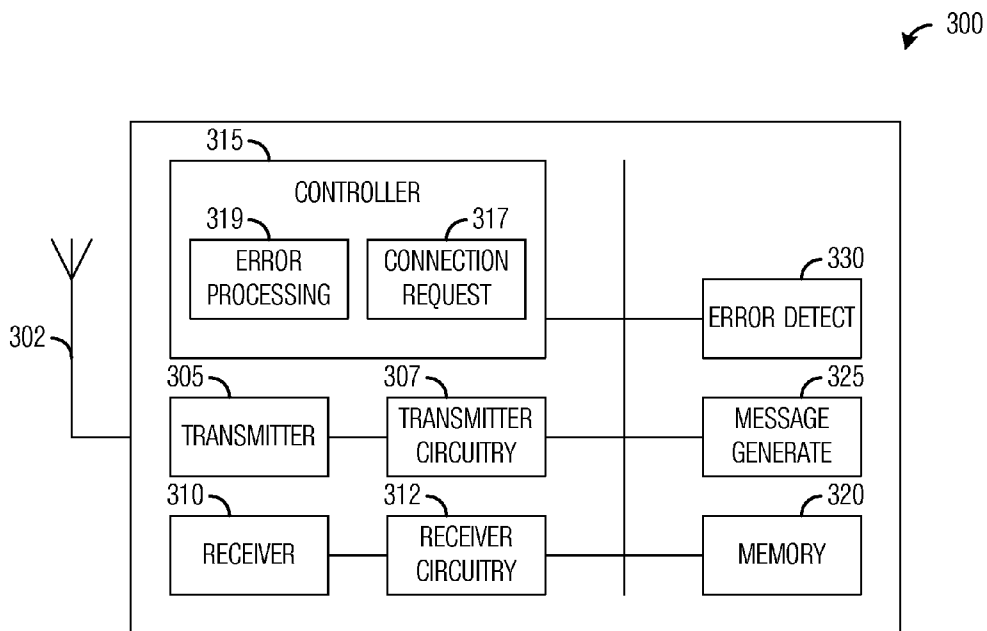 300
315
CONTROLLER
319
317
ERROR
PROCESSING
CONNECTION
REQUEST
330
ERROR DETECT
302
305
307
325
TRANSMITTER
TRANSMITTER
CIRCUITRY
MESSAGE
GENERATE
310
312
320
RECEIVER
RECEIVER
CIRCUITRY
MEMORY